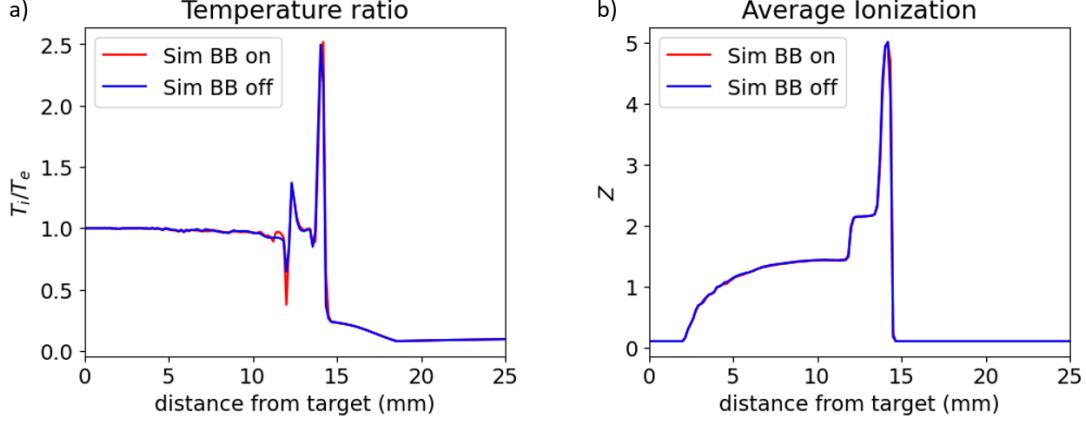 a)
Temperature ratio
Sim BB on
Sim BB off
2.5
2.0
1.5
1.0
0.5
0.0
T_i/T_e
0 5 10 15 20 25
distance from target (mm)
b)
Average Ionization
Sim BB on
Sim BB off
5
4
3
2
1
0
Z
0 5 10 15 20 25
distance from target (mm)